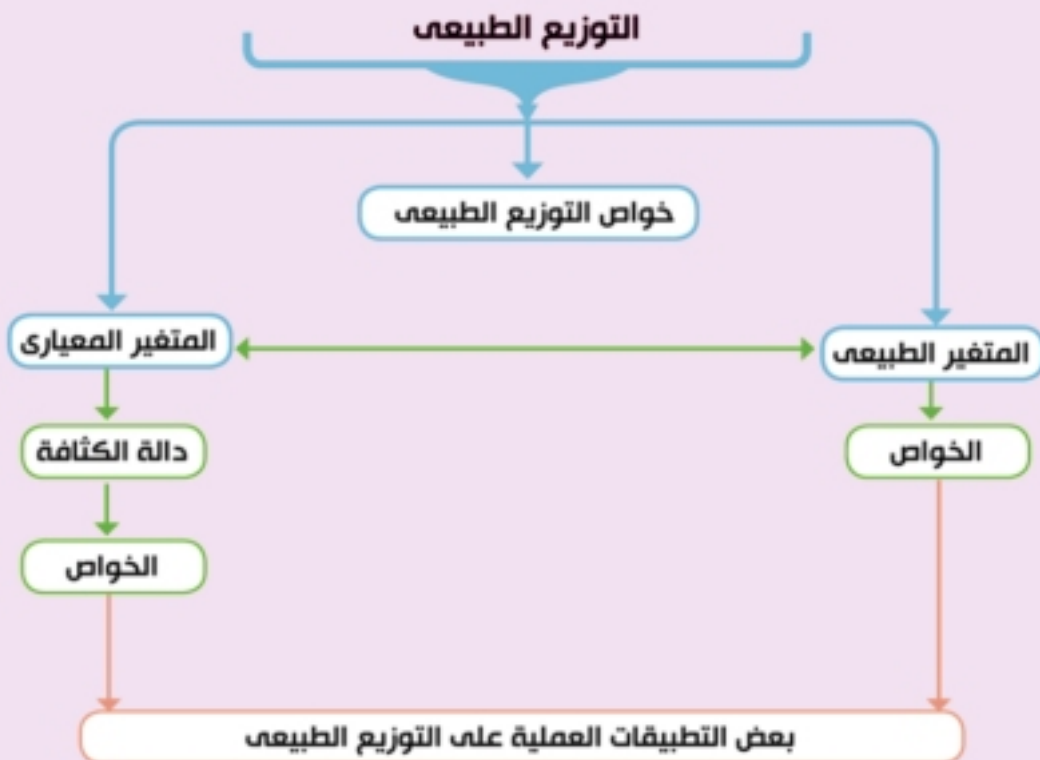 التوزيع الطبيعى
خواص التوزيع الطبيعى
المتغير الطبيعى
المتغير المعيارى
الخواص
دالة الكثافة
الخواص
بعض التطبيقات العملية على التوزيع الطبيعى